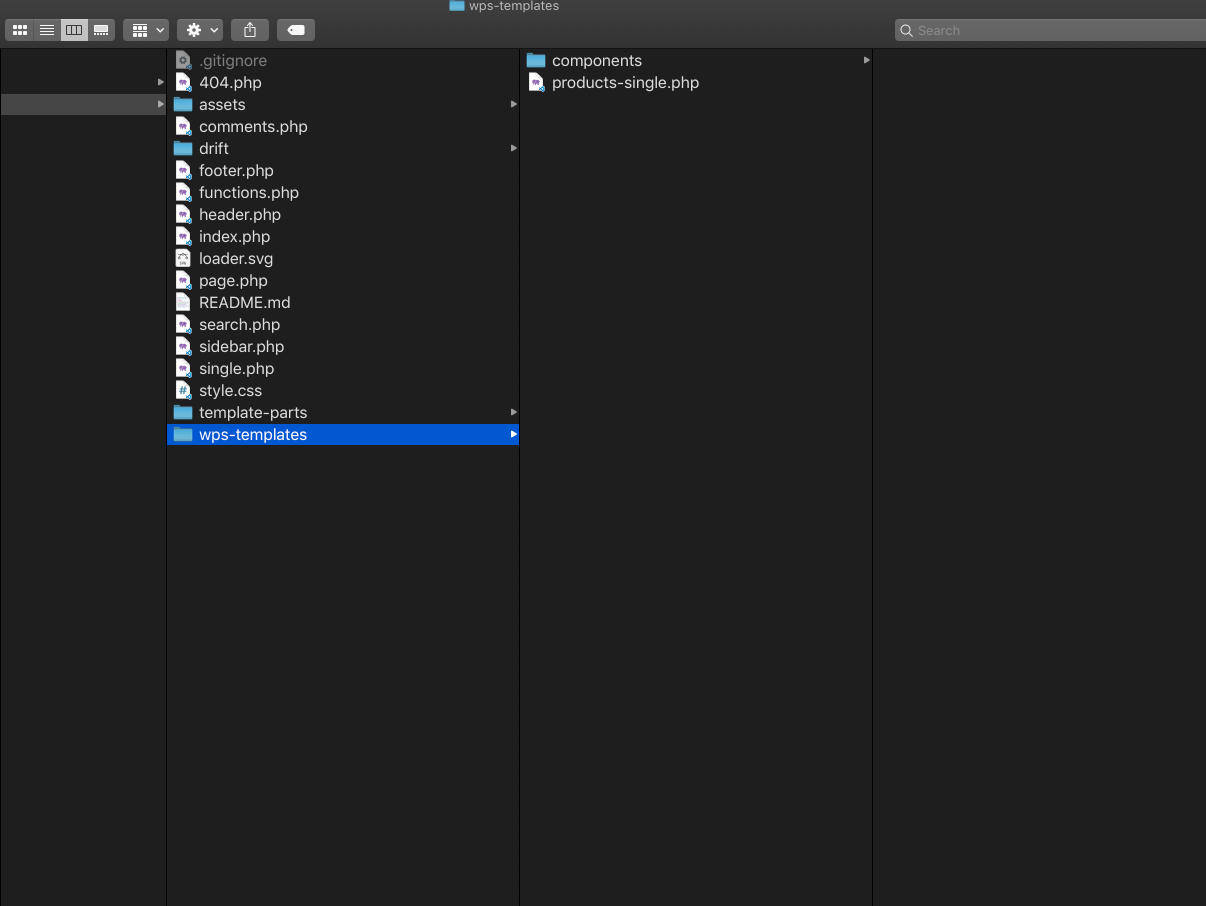 wps-templates
Search
.gitignore
404.php
assets
comments.php
drift
footer.php
functions.php
header.php
index.php
loader.svg
page.php
README.md
search.php
sidebar.php
single.php
style.css
template-parts
wps-templates
components
products-single.php